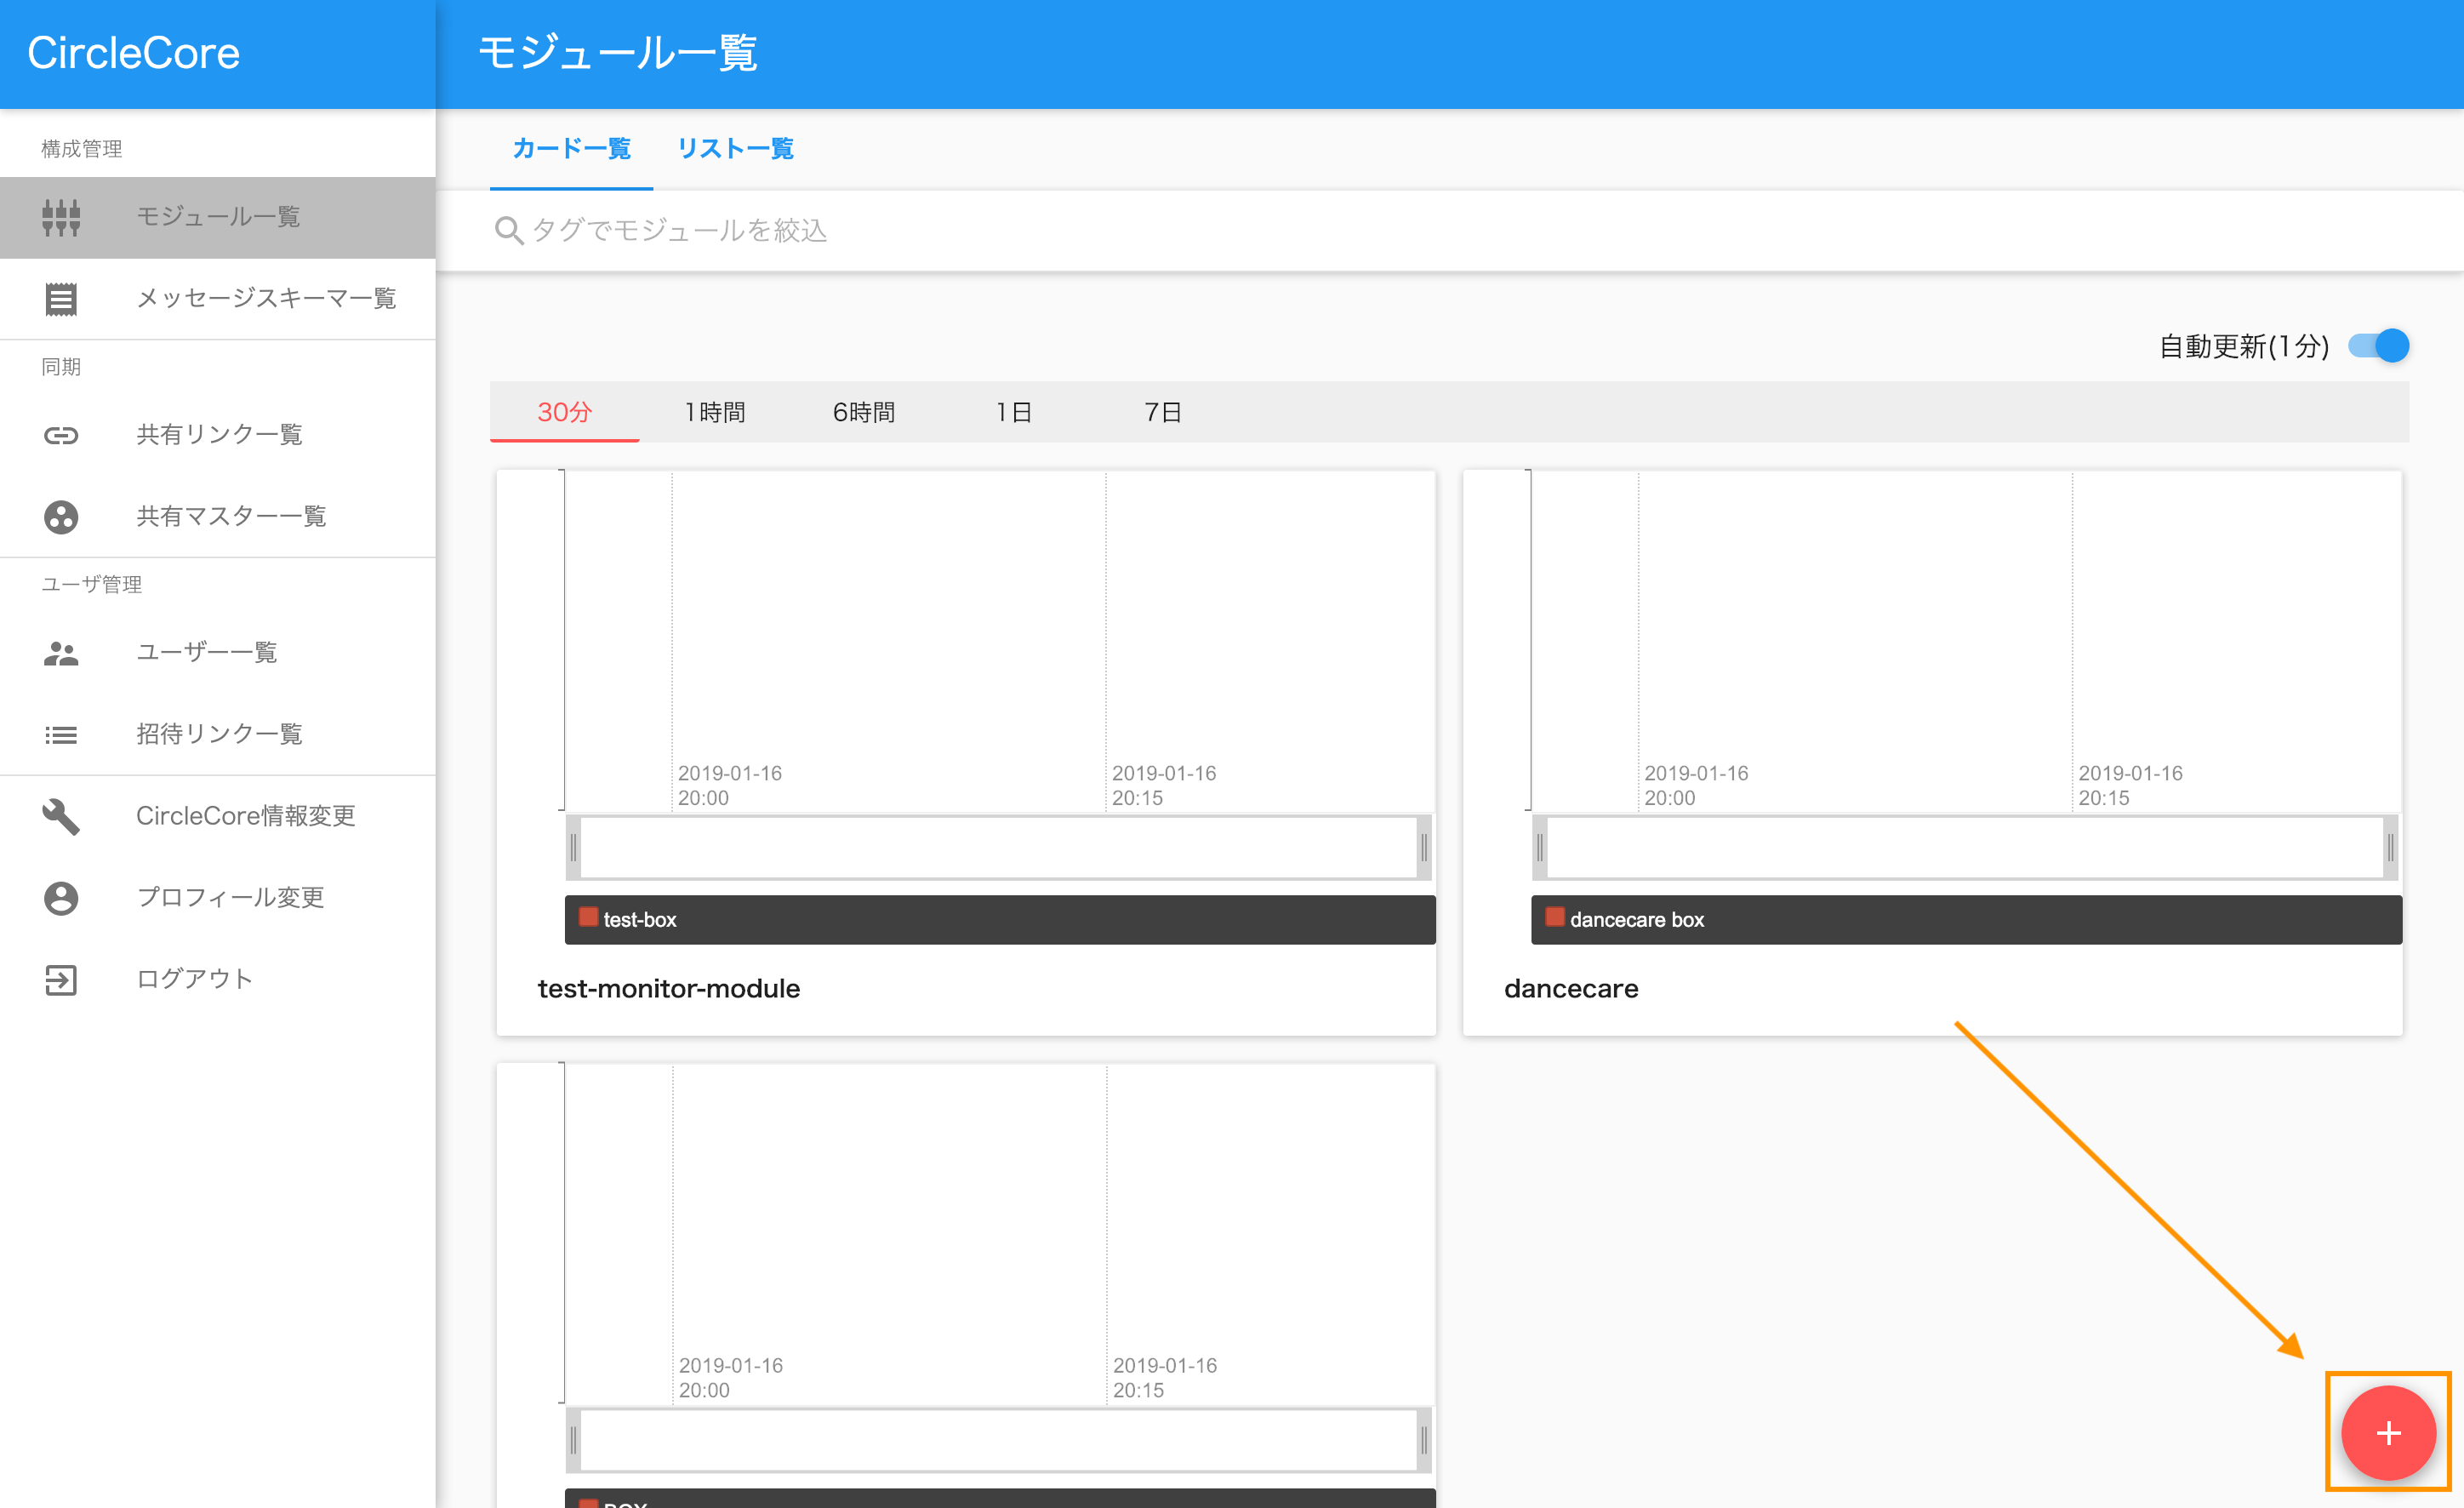 CircleCore
モジュール一覧
構成管理
モジュール一覧
メッセージスキーマ一覧
同期
共有リンク一覧
共有マスター一覧
ユーザ管理
ユーザー一覧
招待リンク一覧
CircleCore情報変更
プロフィール変更
ログアウト
カード一覧
リスト一覧
タグでモジュールを絞込
自動更新(1分)
30分
1時間
6時間
1日
7日
2019-01-16
20:00
2019-01-16
20:15
test-box
test-monitor-module
2019-01-16
20:00
2019-01-16
20:15
dancecare box
dancecare
2019-01-16
20:00
2019-01-16
20:15
BOX